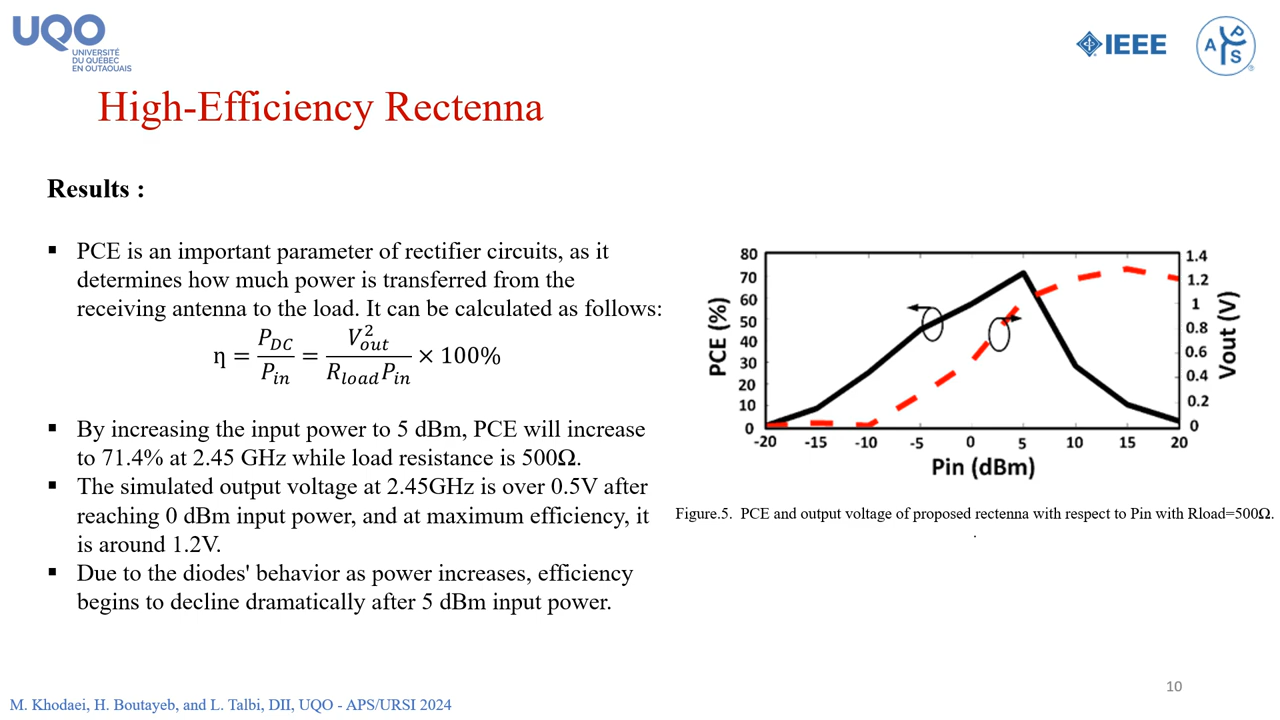 UQO
UNIVERSITÉ
DU QUÉBEC
EN OUTAOUAIS
IEEE
A P S
®
High-Efficiency Rectenna
Results :
▪ PCE is an important parameter of rectifier circuits, as it
determines how much power is transferred from the
receiving antenna to the load. It can be calculated as follows:
η = P_DC / P_in = V_out^2 / (R_load P_in) × 100%
▪ By increasing the input power to 5 dBm, PCE will increase
to 71.4% at 2.45 GHz while load resistance is 500Ω.
▪ The simulated output voltage at 2.45GHz is over 0.5V after
reaching 0 dBm input power, and at maximum efficiency, it
is around 1.2V.
▪ Due to the diodes' behavior as power increases, efficiency
begins to decline dramatically after 5 dBm input power.
PCE (%)
80
70
60
50
40
30
20
10
0
-20 -15 -10 -5 0 5 10 15 20
Pin (dBm)
1.4
1.2
1
0.8
0.6
0.4
0.2
0
Vout (V)
Figure.5. PCE and output voltage of proposed rectenna with respect to Pin with Rload=500Ω.
.
10
M. Khodaei, H. Boutayeb, and L. Talbi, DII, UQO - APS/URSI 2024